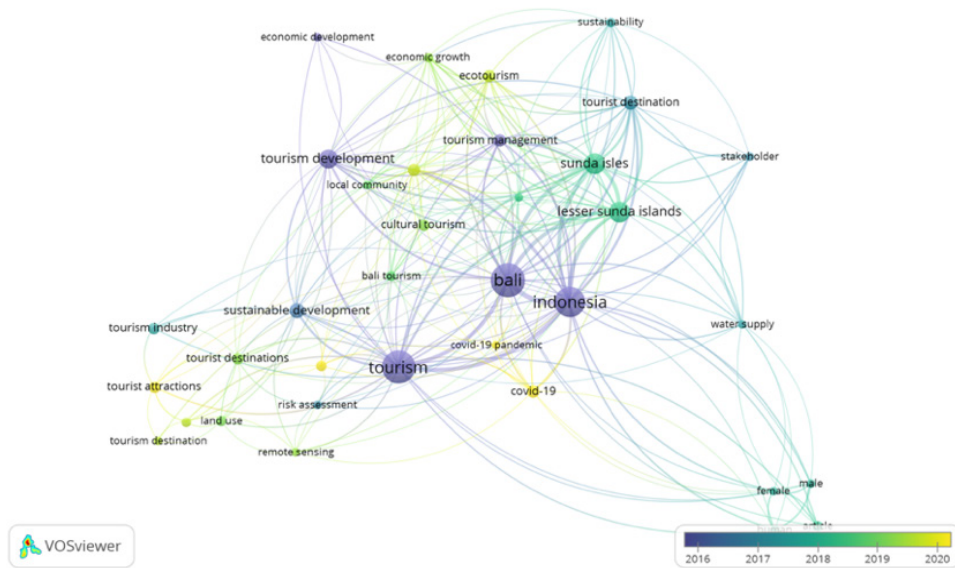 sustainability
economic development
economic growth
ecotourism
tourist destination
tourism management
tourism development
sunda isles
stakeholder
local community
lesser sunda islands
cultural tourism
bali tourism
bali
indonesia
sustainable development
tourism industry
water supply
covid-19 pandemic
tourist destinations
tourism
tourist attractions
covid-19
risk assessment
land use
tourism destination
remote sensing
male
female
article
human
VOSviewer
2016 2017 2018 2019 2020